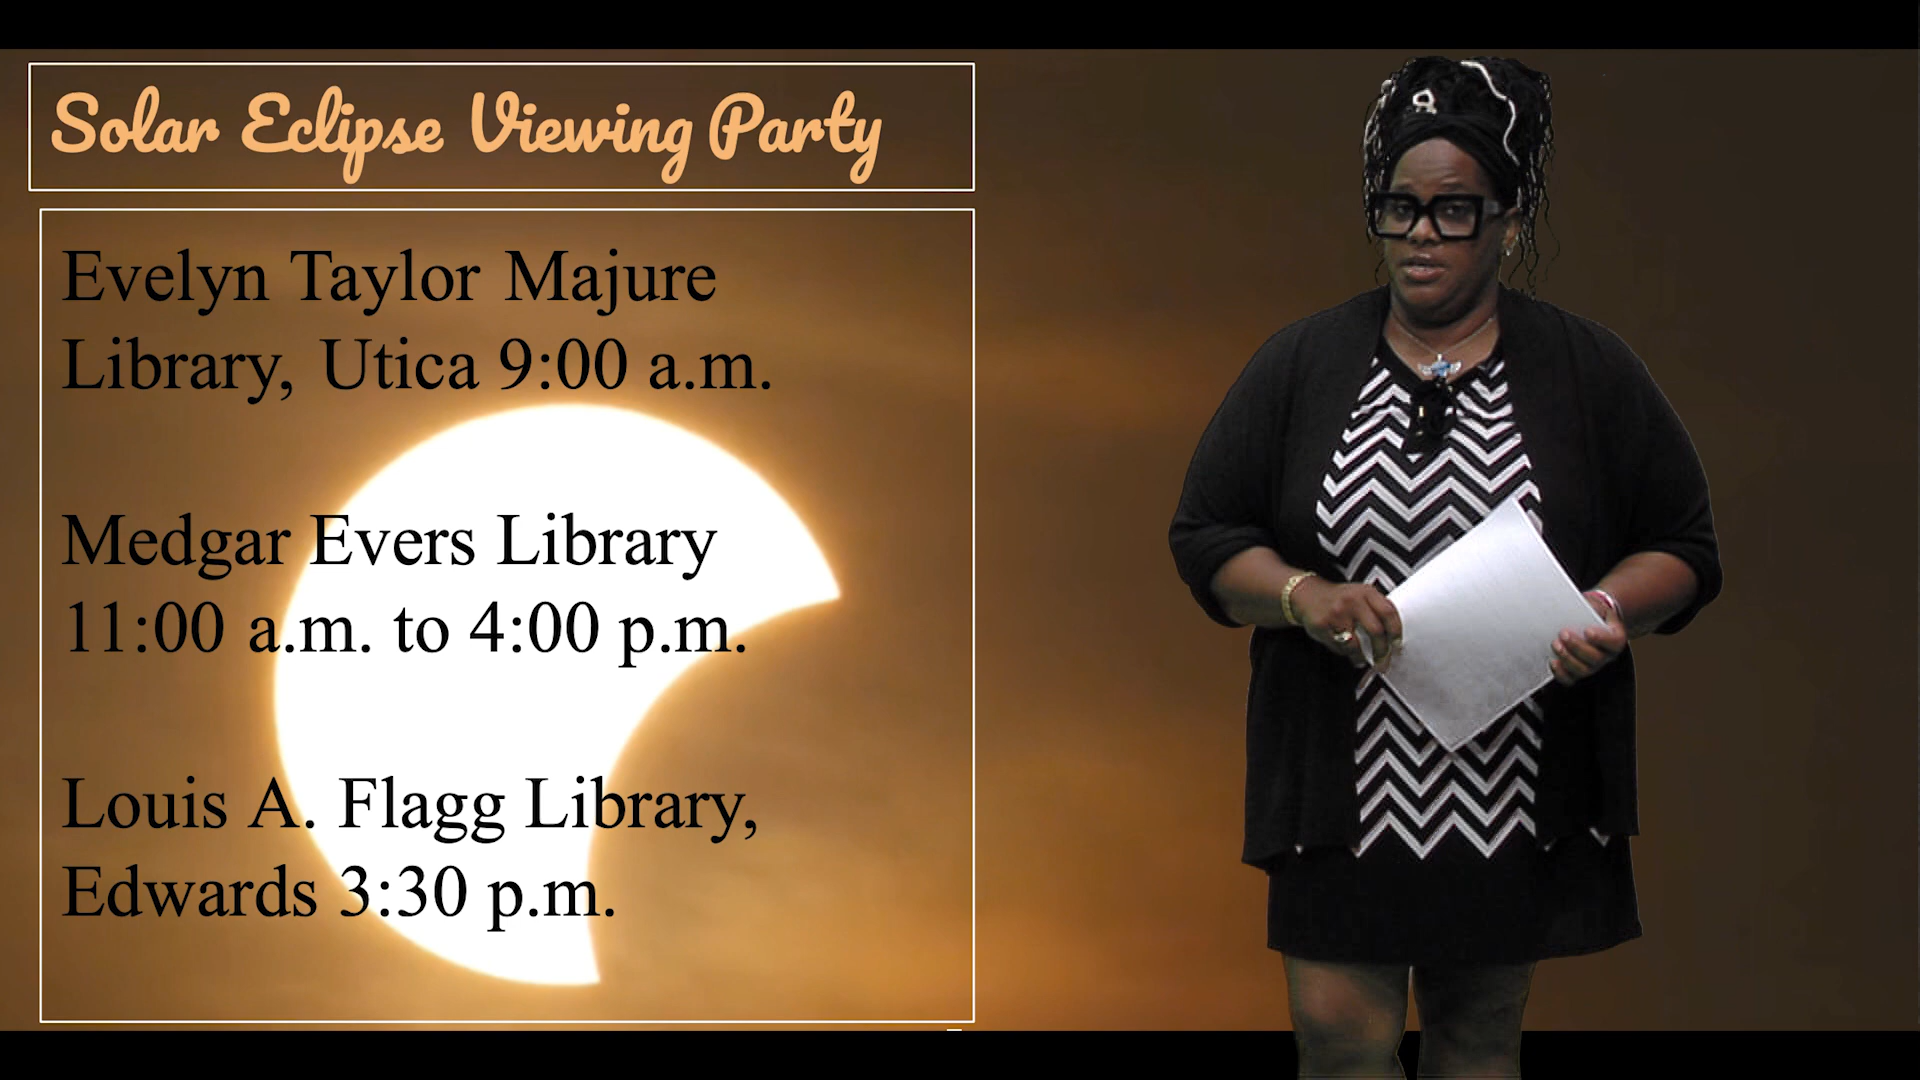 Solar Eclipse Viewing Party
Evelyn Taylor Majure
Library, Utica 9:00 a.m.
Medgar Evers Library
11:00 a.m. to 4:00 p.m.
Louis A. Flagg Library,
Edwards 3:30 p.m.